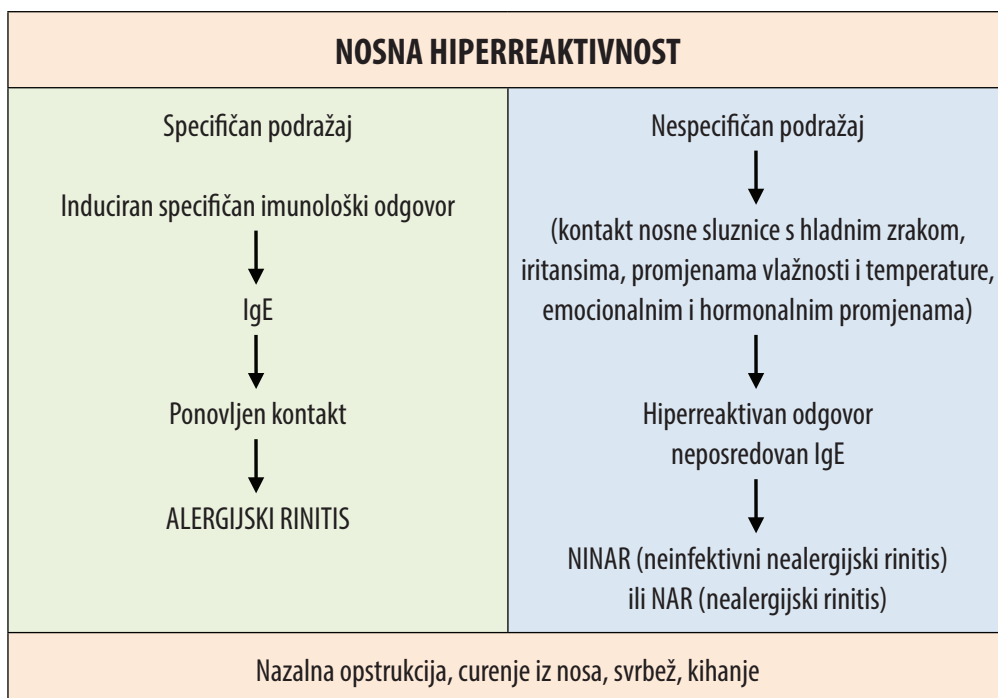 NOSNA HIPERREAKTIVNOST
Specifičan podražaj
Induciran specifičan imunološki odgovor
IgE
Ponovljen kontakt
ALERGIJSKI RINITIS
Nespecifičan podražaj
(kontakt nosne sluznice s hladnim zrakom,
iritansima, promjenama vlažnosti i temperature,
emocionalnim i hormonalnim promjenama)
Hiperreaktivan odgovor
neposredovan IgE
NINAR (neinfektivni nealergijski rinitis)
ili NAR (nealergijski rinitis)
Nazalna opstrukcija, curenje iz nosa, svrbež, kihanje